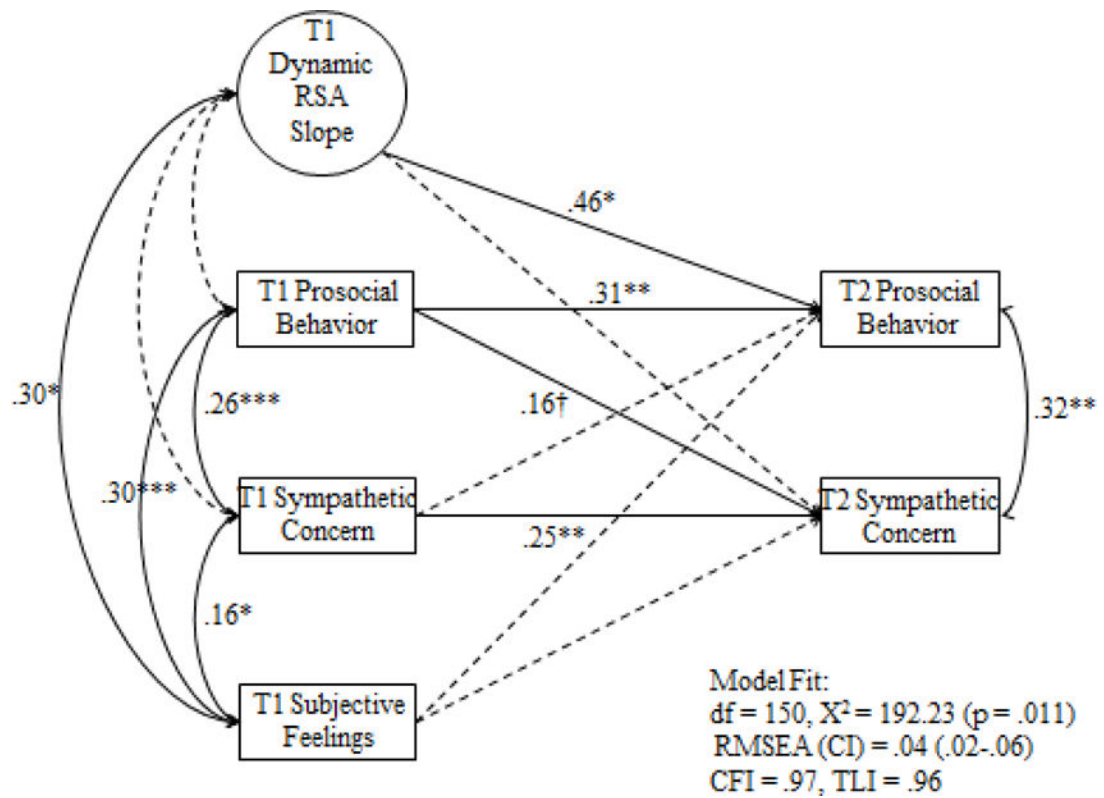 T1
Dynamic
RSA
Slope
.46*
T1 Prosocial
Behavior
.31**
T2 Prosocial
Behavior
.30*
.26***
.16†
.32**
.30***
T1 Sympathetic
Concern
.25**
T2 Sympathetic
Concern
.16*
T1 Subjective
Feelings
Model Fit:
df = 150, X² = 192.23 (p = .011)
RMSEA (CI) = .04 (.02-.06)
CFI = .97, TLI = .96